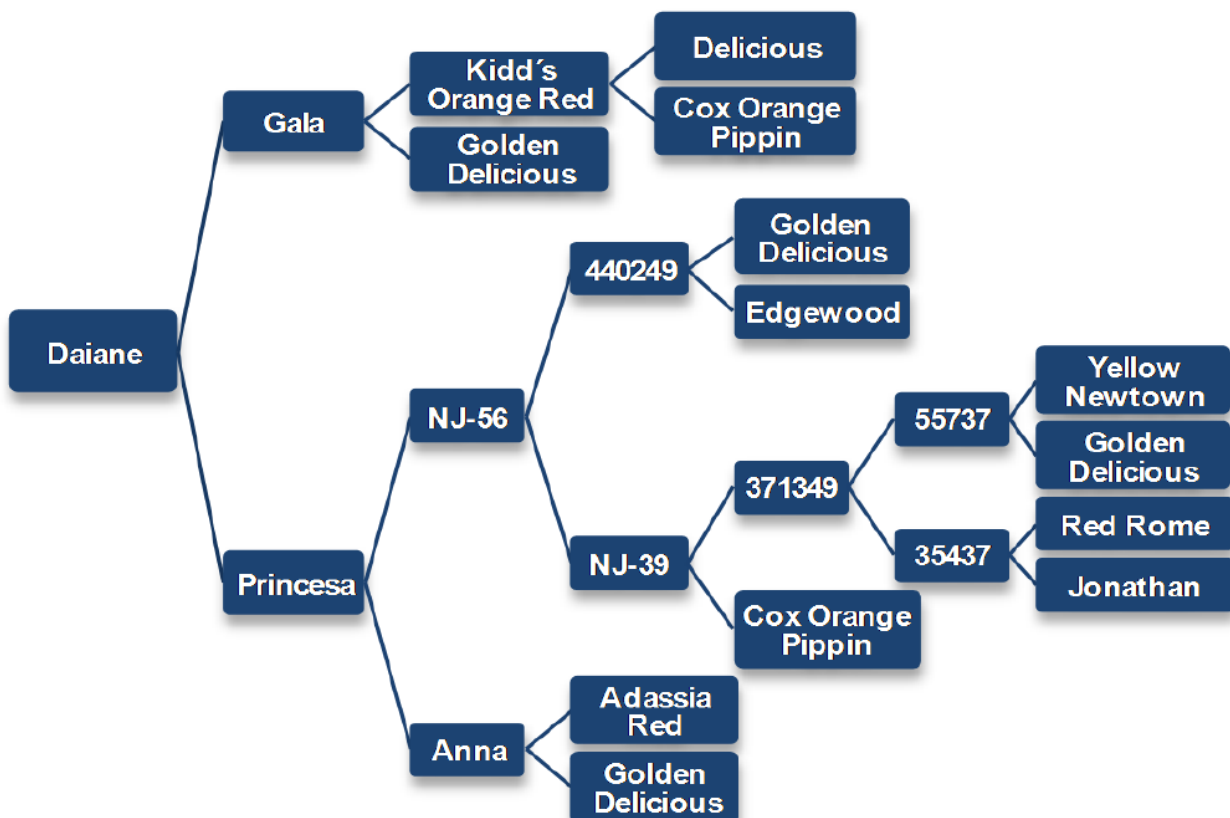 Delicious
Kidd´s
Orange Red
Cox Orange
Pippin
Gala
Golden
Delicious
Golden
Delicious
440249
Edgewood
Daiane
Yellow
Newtown
NJ-56
55737
Golden
Delicious
371349
Red Rome
35437
NJ-39
Jonathan
Princesa
Cox Orange
Pippin
Adassia
Red
Anna
Golden
Delicious